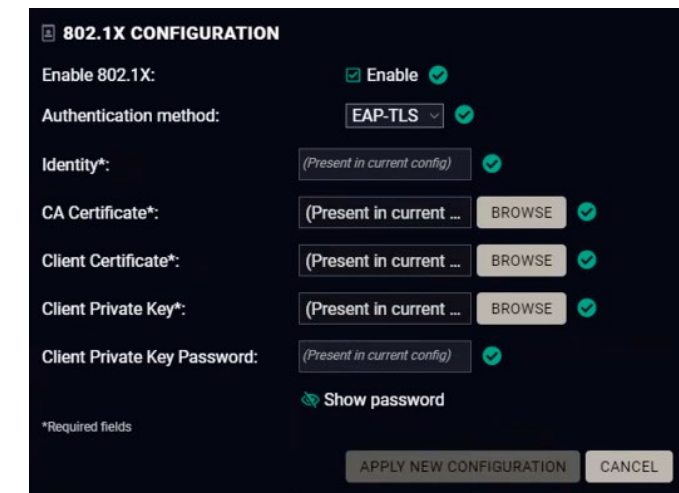 802.1X CONFIGURATION
Enable 802.1X: Enable
Authentication method: EAP-TLS
Identity*: (Present in current config)
CA Certificate*: (Present in current ... BROWSE
Client Certificate*: (Present in current ... BROWSE
Client Private Key*: (Present in current ... BROWSE
Client Private Key Password: (Present in current config)
Show password
*Required fields
APPLY NEW CONFIGURATION CANCEL